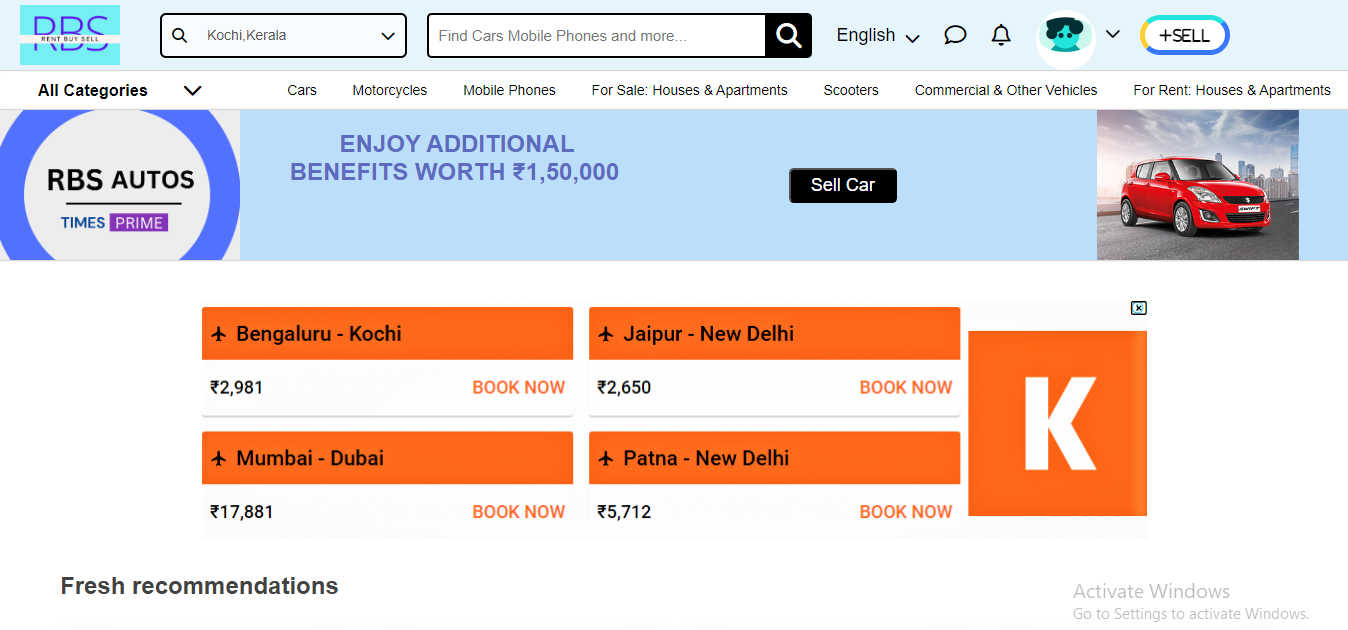 RBS
RENT BUY SELL
Kochi,Kerala
Find Cars Mobile Phones and more...
English
+SELL
All Categories
Cars
Motorcycles
Mobile Phones
For Sale: Houses & Apartments
Scooters
Commercial & Other Vehicles
For Rent: Houses & Apartments
RBS AUTOS
TIMES PRIME
ENJOY ADDITIONAL
BENEFITS WORTH ₹1,50,000
Sell Car
SWIFT
Bengaluru - Kochi
₹2,981
BOOK NOW
Jaipur - New Delhi
₹2,650
BOOK NOW
Mumbai - Dubai
₹17,881
BOOK NOW
Patna - New Delhi
₹5,712
BOOK NOW
K
Fresh recommendations
Activate Windows
Go to Settings to activate Windows.